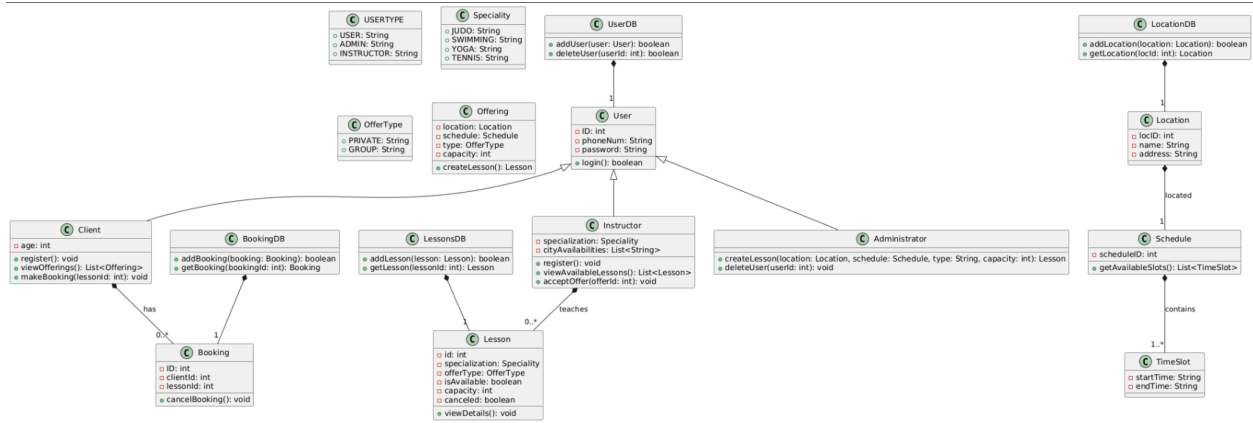 C USERTYPE
USER: String
ADMIN: String
INSTRUCTOR: String
C Speciality
JUDO: String
SWIMMING: String
YOGA: String
TENNIS: String
C UserDB
addUser(user: User): boolean
deleteUser(userId: int): boolean
C LocationDB
addLocation(location: Location): boolean
getLocation(locId: int): Location
1
1
C OfferType
PRIVATE: String
GROUP: String
C Offering
location: Location
schedule: Schedule
type: OfferType
capacity: int
createLesson(): Lesson
C User
ID: int
phoneNum: String
password: String
login(): boolean
C Location
locID: int
name: String
address: String
located
1
C Client
age: int
register(): void
viewOfferings(): List<Offering>
makeBooking(lessonId: int): void
C BookingDB
addBooking(booking: Booking): boolean
getBooking(bookingId: int): Booking
C LessonsDB
addLesson(lesson: Lesson): boolean
getLesson(lessonId: int): Lesson
C Instructor
specialization: Speciality
cityAvailabilities: List<String>
register(): void
viewAvailableLessons(): List<Lesson>
acceptOffer(offerId: int): void
C Administrator
createLesson(location: Location, schedule: Schedule, type: String, capacity: int): Lesson
deleteUser(userId: int): void
C Schedule
scheduleID: int
getAvailableSlots(): List<TimeSlot>
has
0..*
1
1
teaches
0..*
contains
1..*
C Booking
ID: int
clientId: int
lessonId: int
cancelBooking(): void
C Lesson
id: int
specialization: Speciality
offerType: OfferType
isAvailable: boolean
capacity: int
canceled: boolean
viewDetails(): void
C TimeSlot
startTime: String
endTime: String